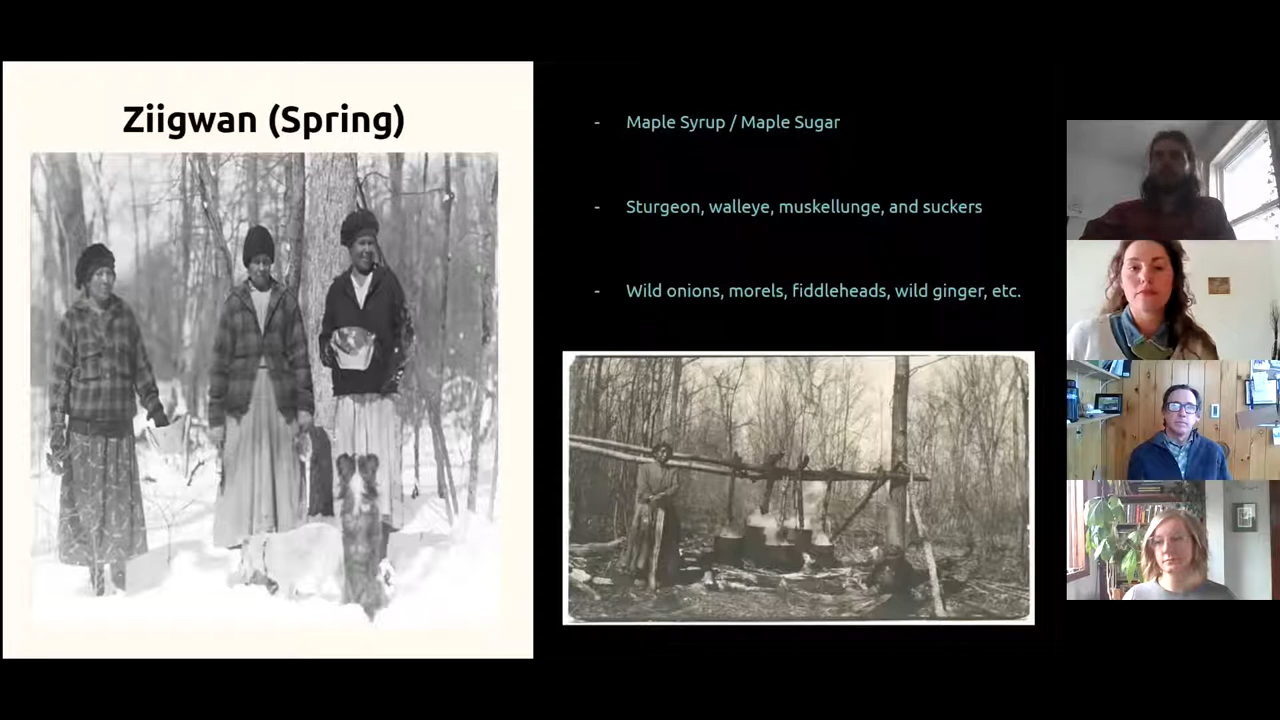 Ziigwan (Spring)
- Maple Syrup / Maple Sugar
- Sturgeon, walleye, muskellunge, and suckers
- Wild onions, morels, fiddleheads, wild ginger, etc.